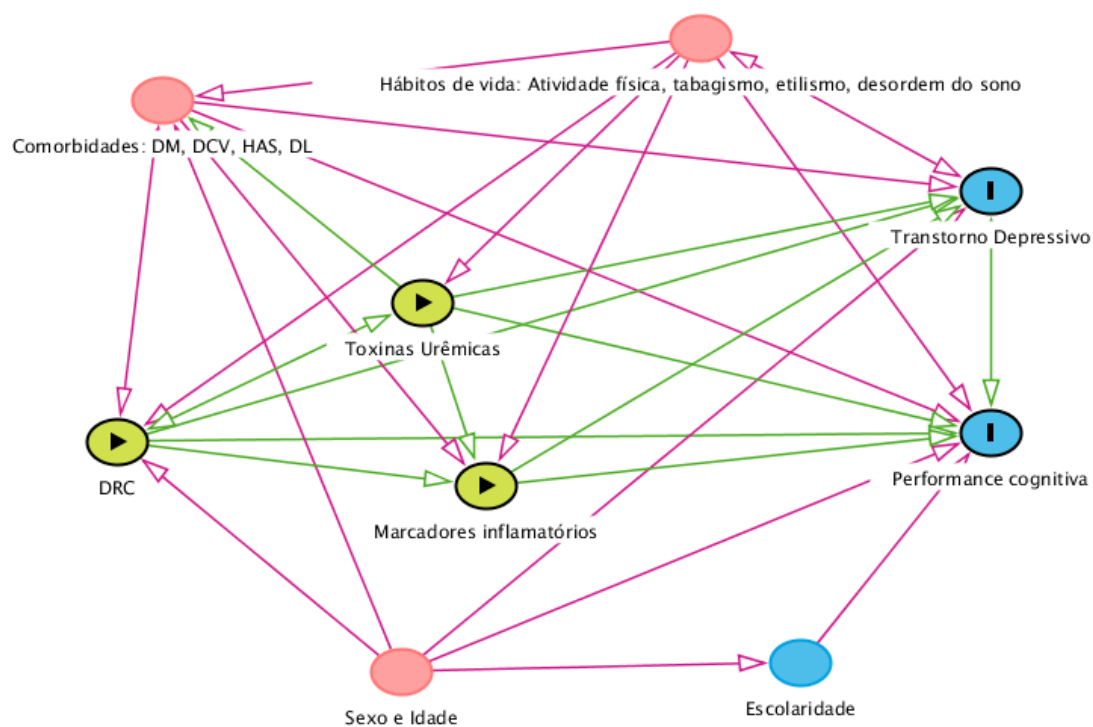 Hábitos de vida: Atividade física, tabagismo, etilismo, desordem do sono
Comorbidades: DM, DCV, HAS, DL
Transtorno Depressivo
Toxinas Urêmicas
DRC
Marcadores inflamatórios
Performance cognitiva
Sexo e Idade
Escolaridade